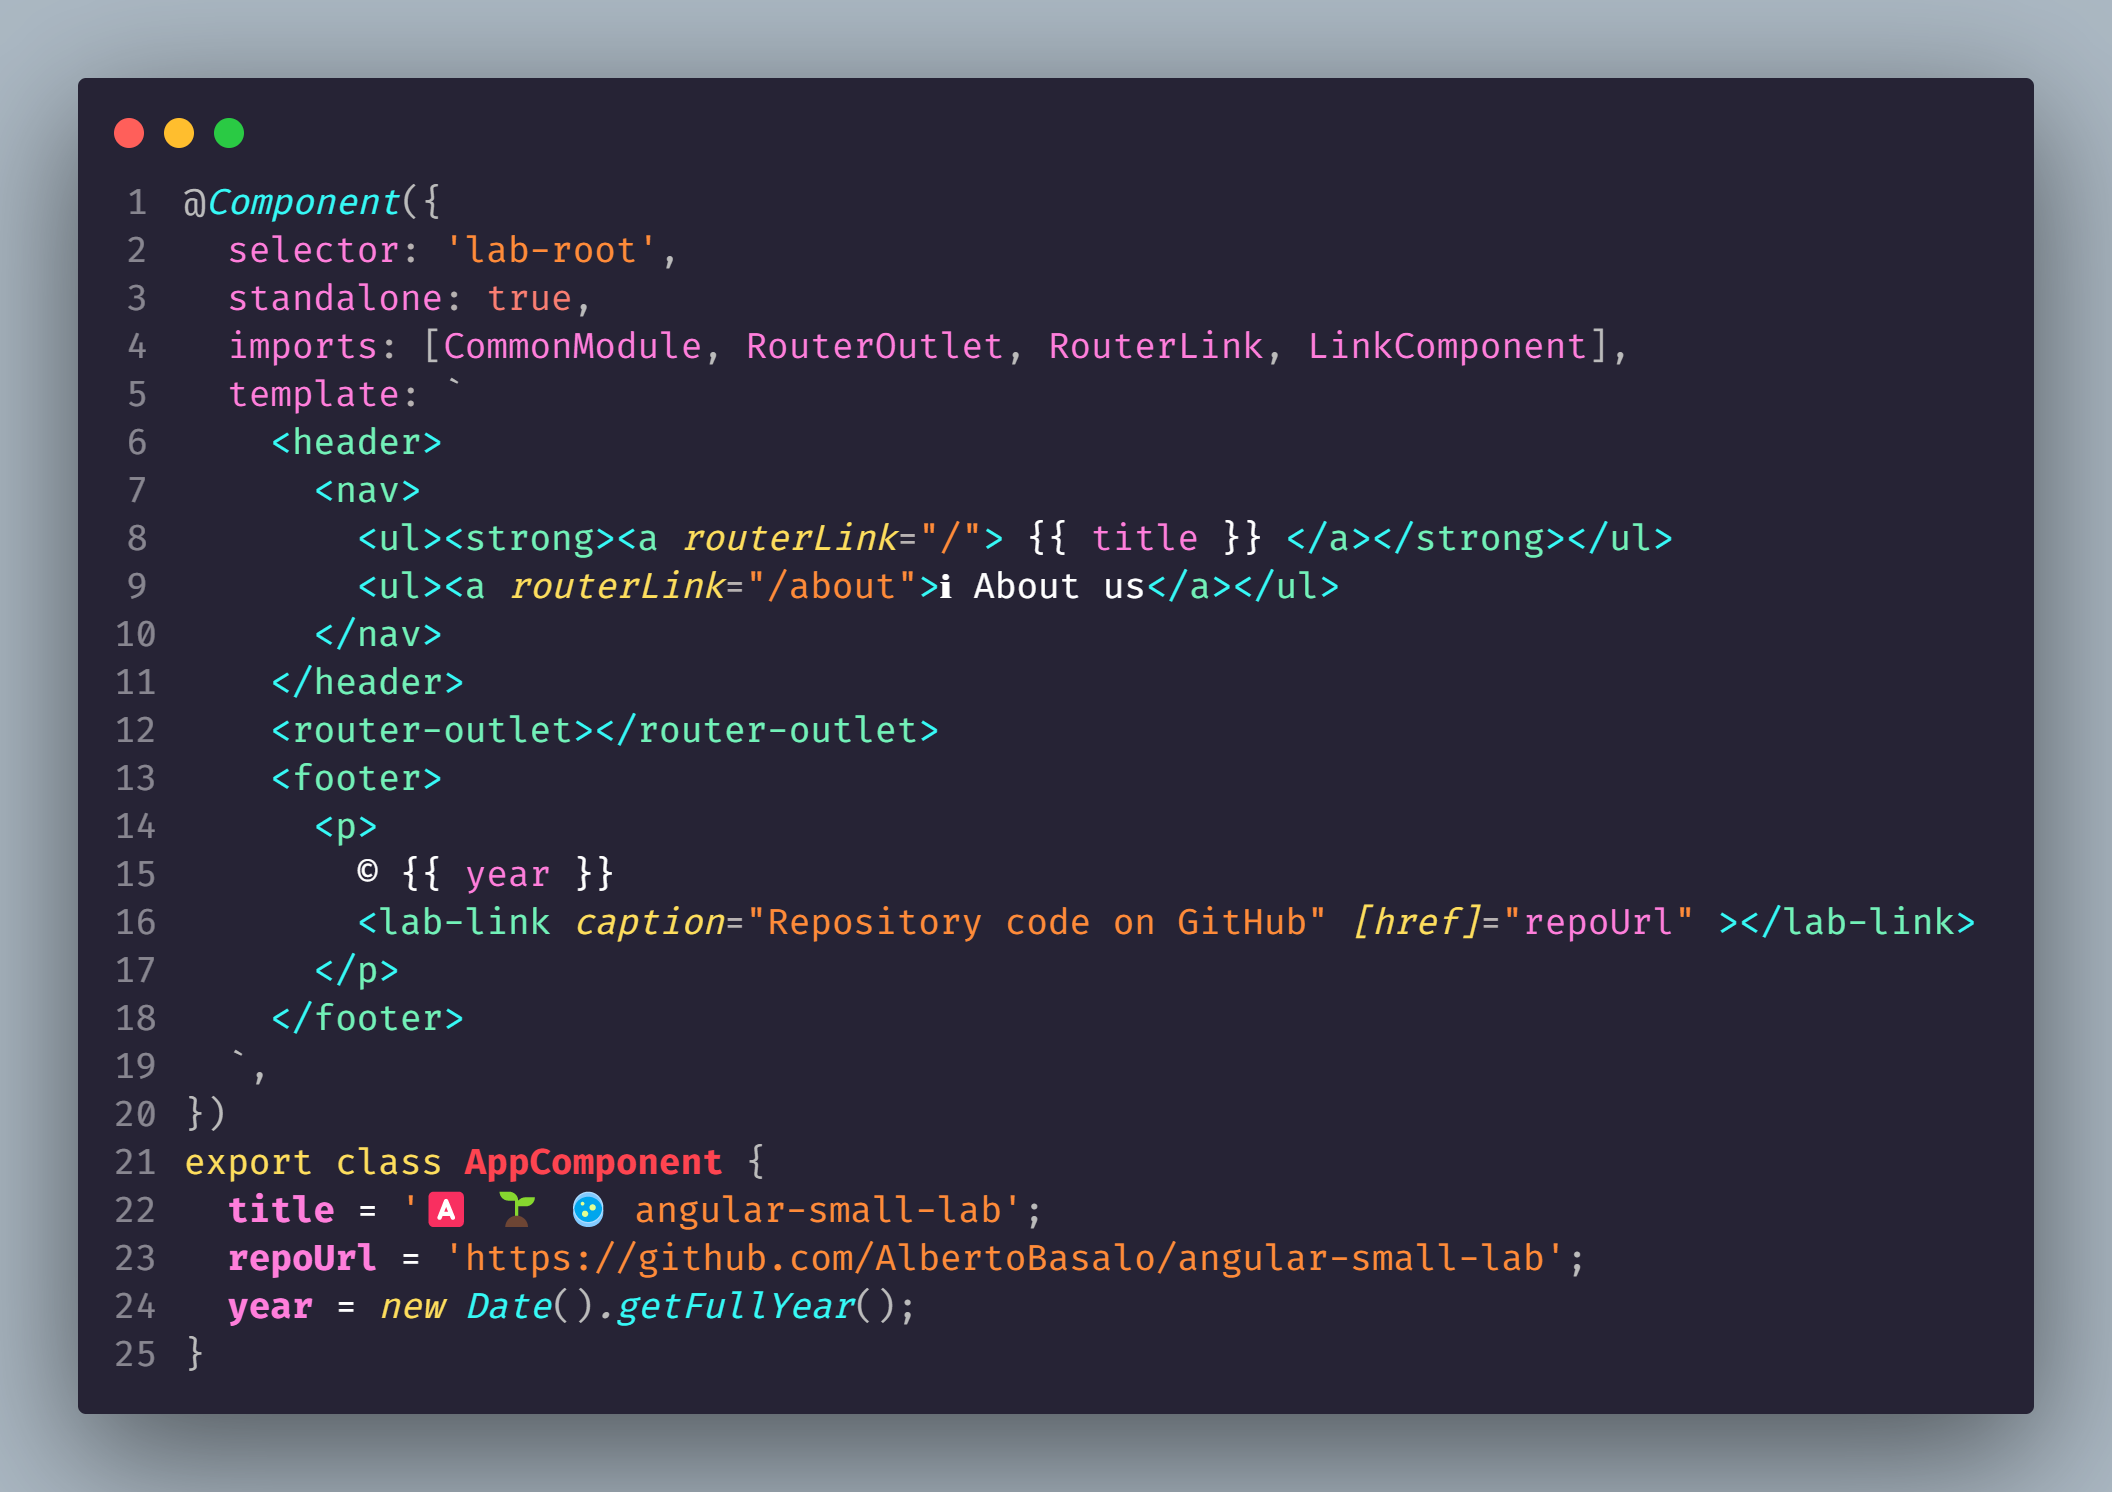 1 @Component({
2   selector: 'lab-root',
3   standalone: true,
4   imports: [CommonModule, RouterOutlet, RouterLink, LinkComponent],
5   template: `
6     <header>
7       <nav>
8         <ul><strong><a routerLink="/"> {{ title }} </a></strong></ul>
9         <ul><a routerLink="/about">ℹ About us</a></ul>
10       </nav>
11     </header>
12     <router-outlet></router-outlet>
13     <footer>
14       <p>
15         © {{ year }}
16         <lab-link caption="Repository code on GitHub" [href]="repoUrl" ></lab-link>
17       </p>
18     </footer>
19   `,
20 })
21 export class AppComponent {
22   title = '🅰️ 🌱 🧫 angular-small-lab';
23   repoUrl = 'https://github.com/AlbertoBasalo/angular-small-lab';
24   year = new Date().getFullYear();
25 }